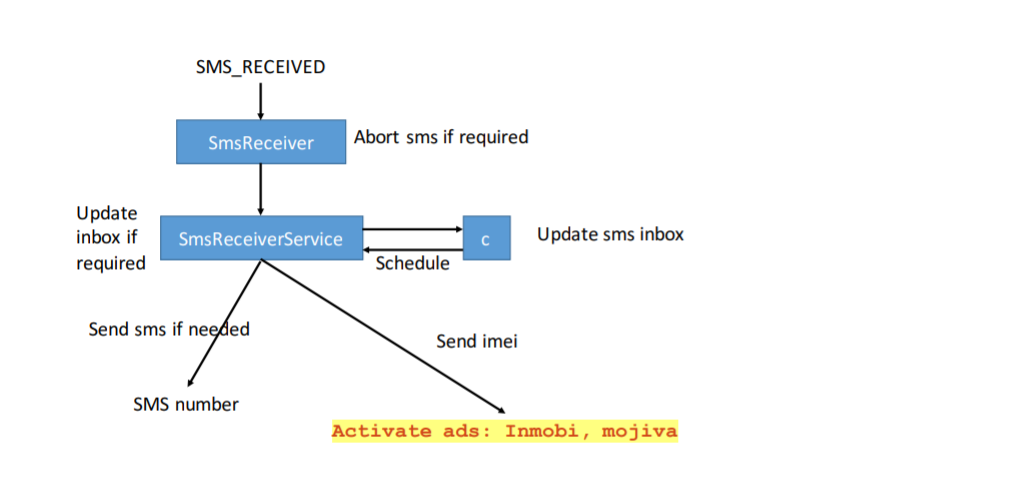 SMS_RECEIVED
SmsReceiver
Abort sms if required
Update
inbox if
required
SmsReceiverService
c
Update sms inbox
Schedule
Send sms if needed
Send imei
SMS number
Activate ads: Inmobi, mojiva